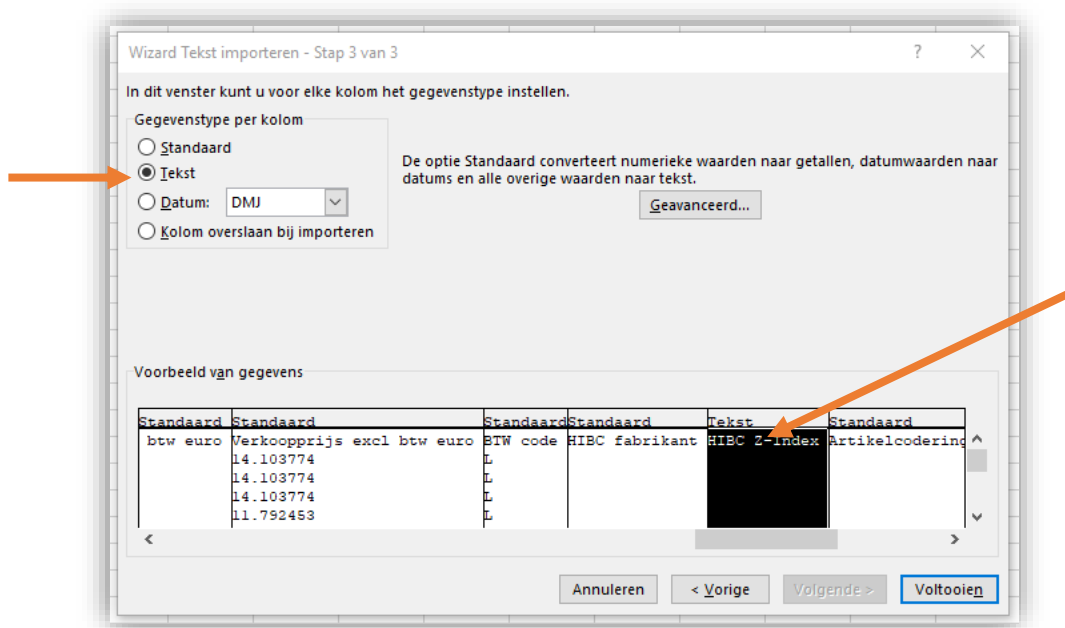 Wizard Tekst importeren - Stap 3 van 3 ?
In dit venster kunt u voor elke kolom het gegevenstype instellen.
Gegevenstype per kolom
Standaard
Tekst
Datum: DMJ
Kolom overslaan bij importeren
De optie Standaard converteert numerieke waarden naar getallen, datumwaarden naar
datums en alle overige waarden naar tekst.
Geavanceerd...
Voorbeeld van gegevens
Standaard Standaard Standaard Standaard Tekst Standaard
btw euro Verkoopprijs excl btw euro BTW code HIBC fabrikant HIBC Z-Index Artikelcodering
14.103774 L
14.103774 L
14.103774 L
11.792453 L
Annuleren < Vorige Volgende > Voltooien